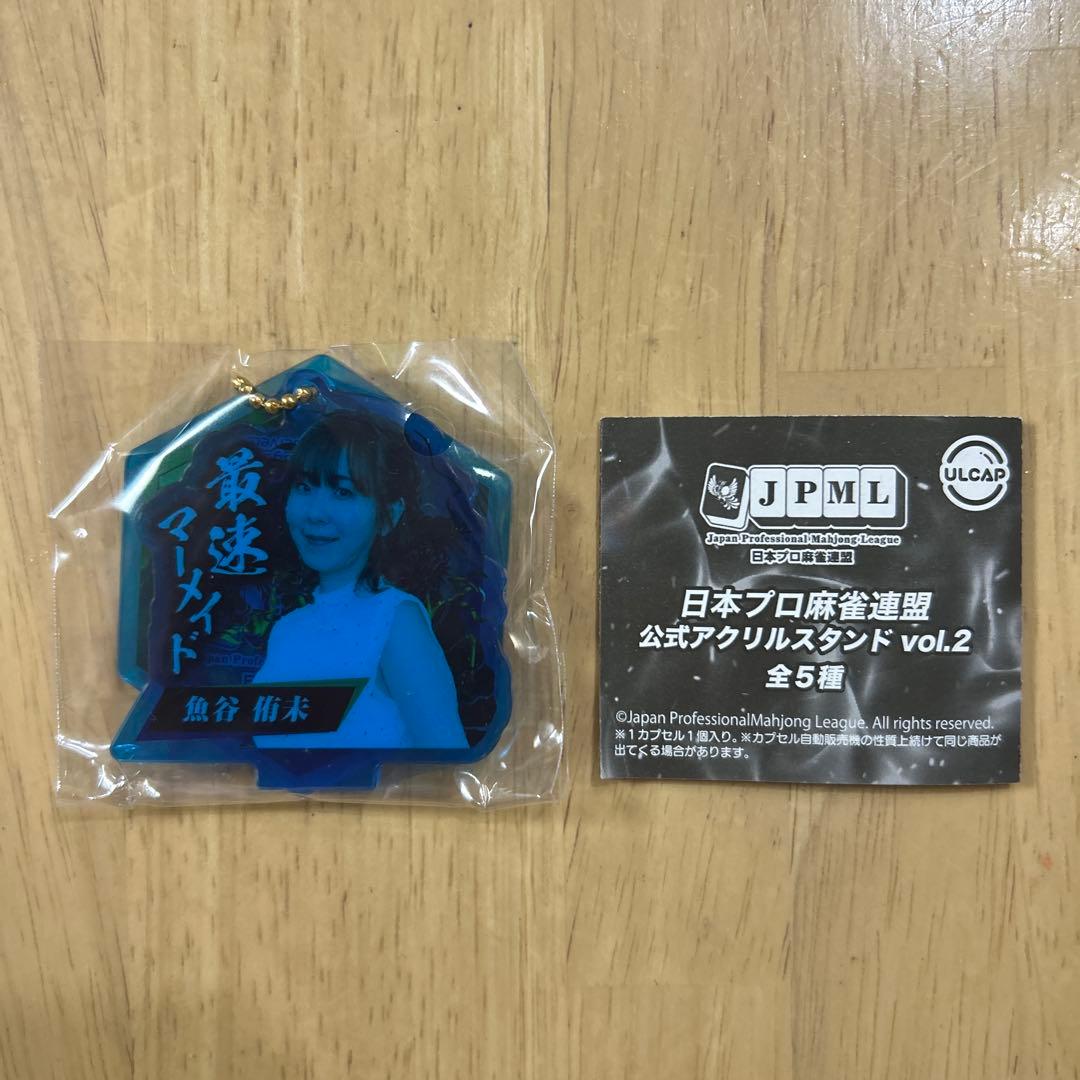 最速
マーメイド
魚谷 侑未
JPML
Japan Professional Mahjong League
日本プロ麻雀連盟
ULCAP
日本プロ麻雀連盟
公式アクリルスタンド vol.2
全5種
©Japan ProfessionalMahjong League. All rights reserved.
※1カプセル1個入り。※カプセル自動販売機の性質上続けて同じ商品が
出てくる場合があります。